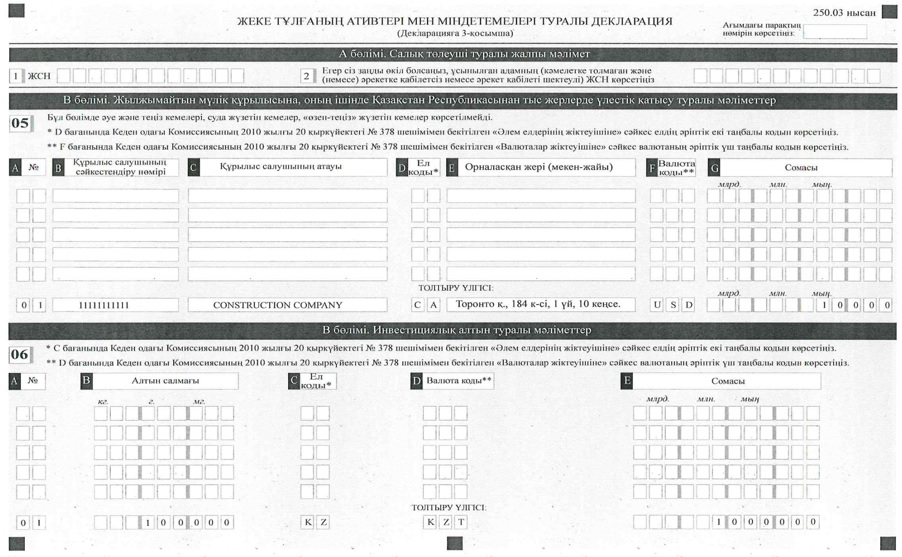 250.03 нысан
ЖЕКЕ ТҰЛҒАНЫҢ АКТИВТЕРІ МЕН МІНДЕТЕМЕЛЕРІ ТУРАЛЫ ДЕКЛАРАЦИЯ
(Декларацияға 3-қосымша)
Ағымдағы парақтың
нөмірін көрсетіңіз:
А бөлімі. Салық төлеуші туралы жалпы мәлімет
1 ЖСН
2 Егер сіз заңды өкіл болсаңыз, ұсынылған адамның (кәмелетке толмаған және
(немесе) әрекетке қабілетсіз немесе әрекет қабілеті шектеулі) ЖСН көрсетіңіз
В бөлімі. Жылжымайтын мүлік құрылысына, оның ішінде Қазақстан Республикасынан тыс жерлерде үлестік қатысу туралы мәліметтер
05 Бұл бөлімде әуе және теңіз кемелері, суда жүзетін кемелер, «өзен-теңіз» жүзетін кемелер көрсетілмейді.
* D бағанында Кеден одағы Комиссиясының 2010 жылғы 20 қыркүйектегі № 378 шешімімен бекітілген «Әлем елдерінің жіктеушіне» сәйкес елдің әріптік екі таңбалы кодын көрсетіңіз.
** F бағанында Кеден одағы Комиссиясының 2010 жылғы 20 қыркүйектегі № 378 шешімімен бекітілген «Валюталар жіктеушіне» сәйкес валютаның әріптік үш таңбалы кодын көрсетіңіз.
A № B Құрылыс салушының сәйкестендіру нөмірі C Құрылыс салушының атауы D Ел коды* E Орналасқан жері (мекен-жайы) F Валюта коды** G Сомасы
млрд. млн. мың.
ТОЛТЫРУ ҮЛГІСІ:
млрд. млн. мың.
0 1 11111111111 CONSTRUCTION COMPANY C A Торонто қ., 184 к-сі, 1 үй, 10 кеңсе. U S D 1 0 0 0 0
В бөлімі. Инвестициялық алтын туралы мәліметтер
06 * C бағанында Кеден одағы Комиссиясының 2010 жылғы 20 қыркүйектегі № 378 шешімімен бекітілген «Әлем елдерінің жіктеушіне» сәйкес елдің әріптік екі таңбалы кодын көрсетіңіз.
** D бағанында Кеден одағы Комиссиясының 2010 жылғы 20 қыркүйектегі № 378 шешімімен бекітілген «Валюталар жіктеушіне» сәйкес валютаның әріптік үш таңбалы кодын көрсетіңіз.
A № B Алтын салмағы C Ел коды* D Валюта коды** E Сомасы
кг. г. мг. млрд. млн. мың
ТОЛТЫРУ ҮЛГІСІ:
0 1 1 0 0 0 0 0 K Z K Z T 1 0 0 0 0 0 0